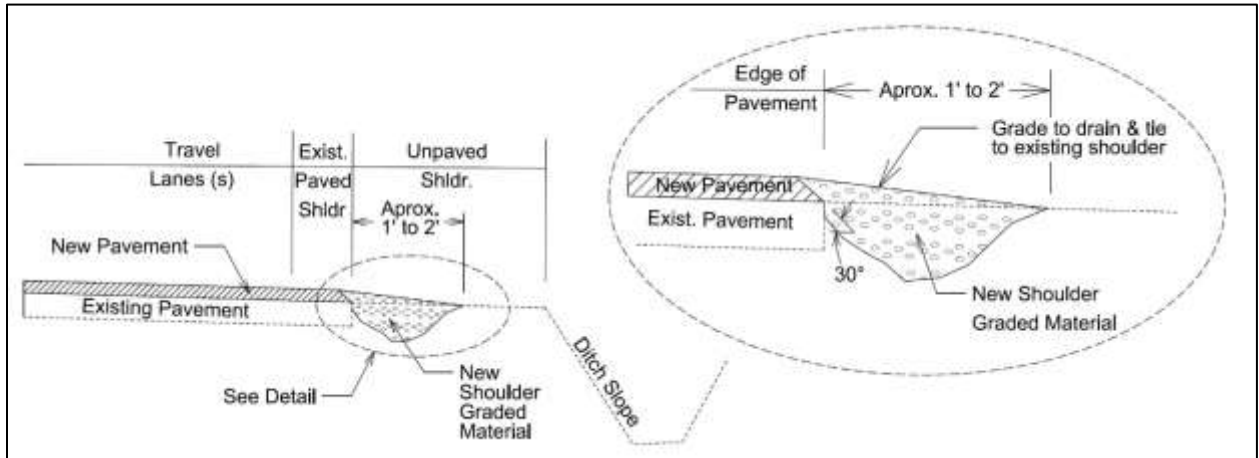 Travel
Lanes (s)
Exist.
Paved
Shldr
Unpaved
Shldr.
Aprox.
1' to 2'
New Pavement
Existing Pavement
See Detail
New
Shoulder
Graded
Material
Ditch Slope
Edge of
Pavement
Aprox. 1' to 2'
Grade to drain & tie
to existing shoulder
New Pavement
Exist. Pavement
30°
New Shoulder
Graded Material